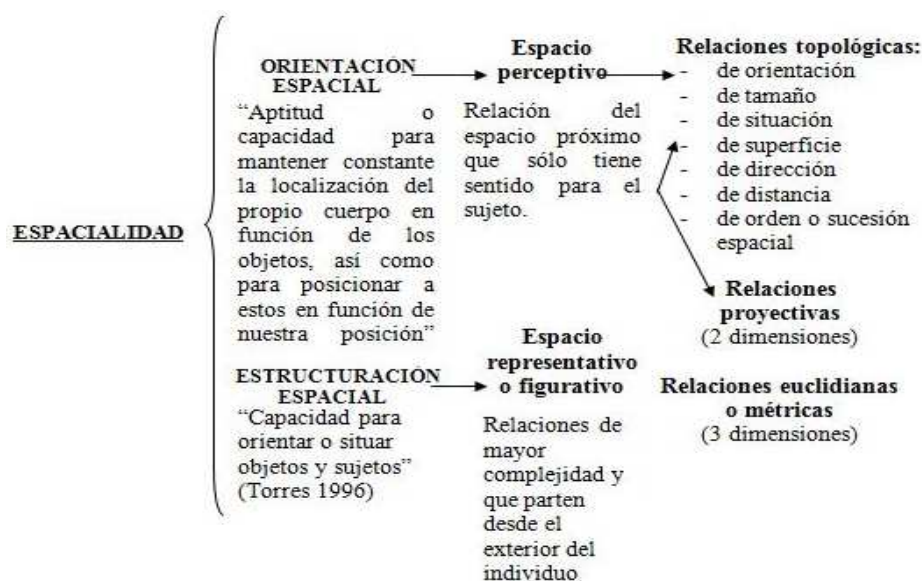 ESPACIALIDAD
ORIENTACIÓN
ESPACIAL
“Aptitud o
capacidad para
mantener constante
la localización del
propio cuerpo en
función de los
objetos, así como
para posicionar a
estos en función de
nuestra posición”
ESTRUCTURACIÓN
ESPACIAL
“Capacidad para
orientar o situar
objetos y sujetos”
(Torres 1996)
Espacio
perceptivo
Relación del
espacio próximo
que sólo tiene
sentido para el
sujeto.
Espacio
representativo
o figurativo
Relaciones de
mayor
complejidad y
que parten
desde el
exterior del
individuo
Relaciones topológicas:
- de orientación
- de tamaño
- de situación
- de superficie
- de dirección
- de distancia
- de orden o sucesión
espacial
Relaciones
proyectivas
(2 dimensiones)
Relaciones euclidianas
o métricas
(3 dimensiones)